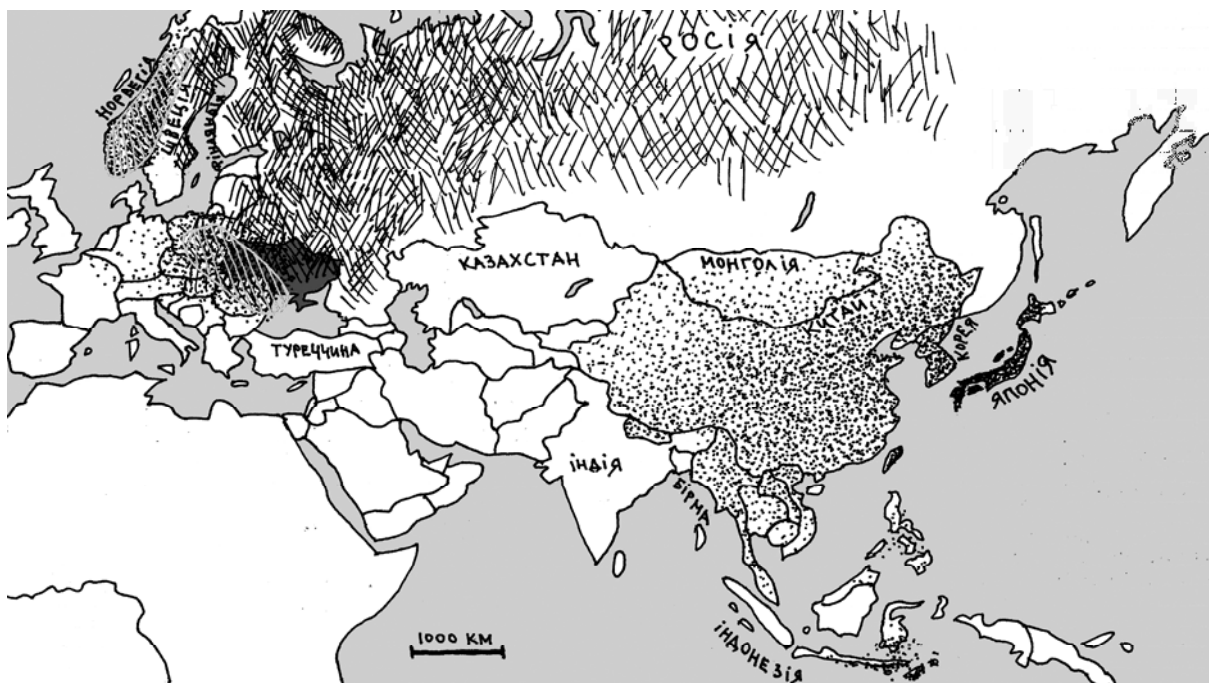 РОСІЯ
НОРВЕГІЯ
ШВЕЦІЯ
ФІНЛЯНДІЯ
КАЗАХСТАН
МОНГОЛІЯ
КИТАЙ
КОРЕЯ
ЯПОНІЯ
ТУРЕЧЧИНА
ІНДІЯ
БІРМА
1000 КМ
ІНДОНЕЗІЯ